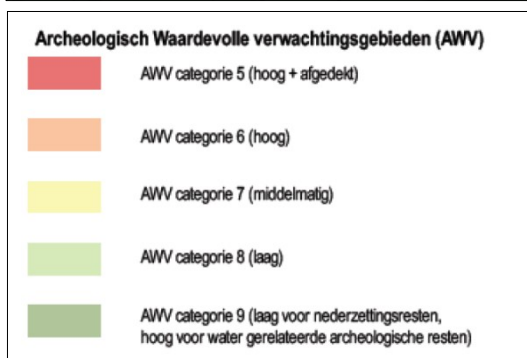 Archeologisch Waardevolle verwachtingsgebieden (AWV)
AWV categorie 5 (hoog + afgedekt)
AWV categorie 6 (hoog)
AWV categorie 7 (middelmatig)
AWV categorie 8 (laag)
AWV categorie 9 (laag voor nederzettingsresten,
hoog voor water gerelateerde archeologische resten)